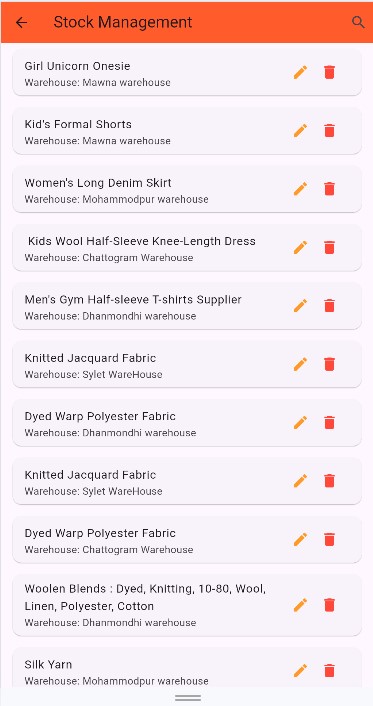 Stock Management
Girl Unicorn Onesie
Warehouse: Mawna warehouse
Kid's Formal Shorts
Warehouse: Mawna warehouse
Women's Long Denim Skirt
Warehouse: Mohammodpur warehouse
Kids Wool Half-Sleeve Knee-Length Dress
Warehouse: Chattogram Warehouse
Men's Gym Half-sleeve T-shirts Supplier
Warehouse: Dhanmondhi warehouse
Knitted Jacquard Fabric
Warehouse: Sylet WareHouse
Dyed Warp Polyester Fabric
Warehouse: Dhanmondhi warehouse
Knitted Jacquard Fabric
Warehouse: Sylet WareHouse
Dyed Warp Polyester Fabric
Warehouse: Chattogram Warehouse
Woolen Blends : Dyed, Knitting, 10-80, Wool,
Linen, Polyester, Cotton
Warehouse: Dhanmondhi warehouse
Silk Yarn
Warehouse: Mohammodpur warehouse